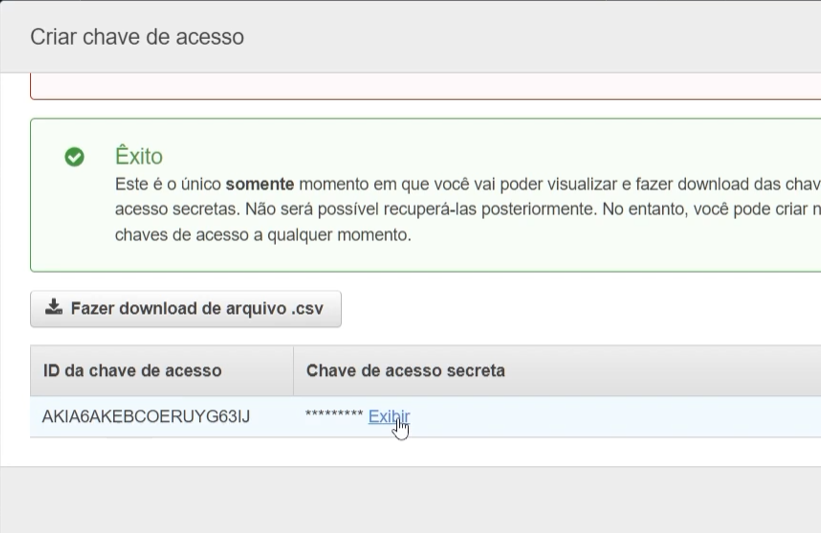 Criar chave de acesso
Êxito
Este é o único somente momento em que você vai poder visualizar e fazer download das chav
acesso secretas. Não será possível recuperá-las posteriormente. No entanto, você pode criar n
chaves de acesso a qualquer momento.
Fazer download de arquivo .csv
ID da chave de acesso Chave de acesso secreta
AKIA6AKEBCOERUYG63IJ ********* Exibir